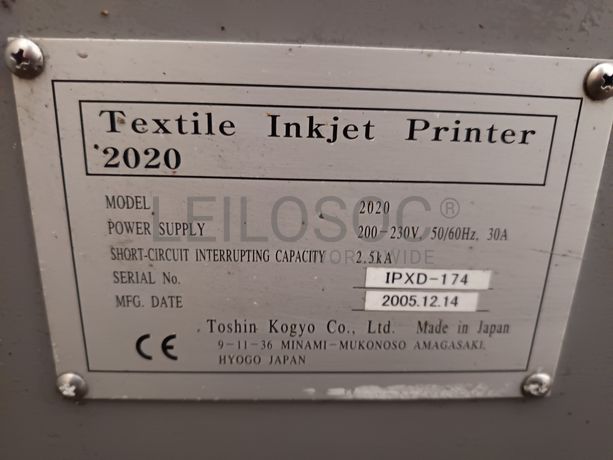 Textile Inkjet Printer
2020
MODEL 2020
POWER SUPPLY 200-230V, 50/60Hz, 30A
SHORT-CIRCUIT INTERRUPTING CAPACITY 2.5kA
SERIAL No. IPXD-174
MFG. DATE 2005.12.14
Toshin Kogyo Co., Ltd. Made in Japan
9-11-36 MINAMI-MUKONOSO AMAGASAKI,
HYOGO JAPAN
CE
LEILOSOC®
WORLDWIDE